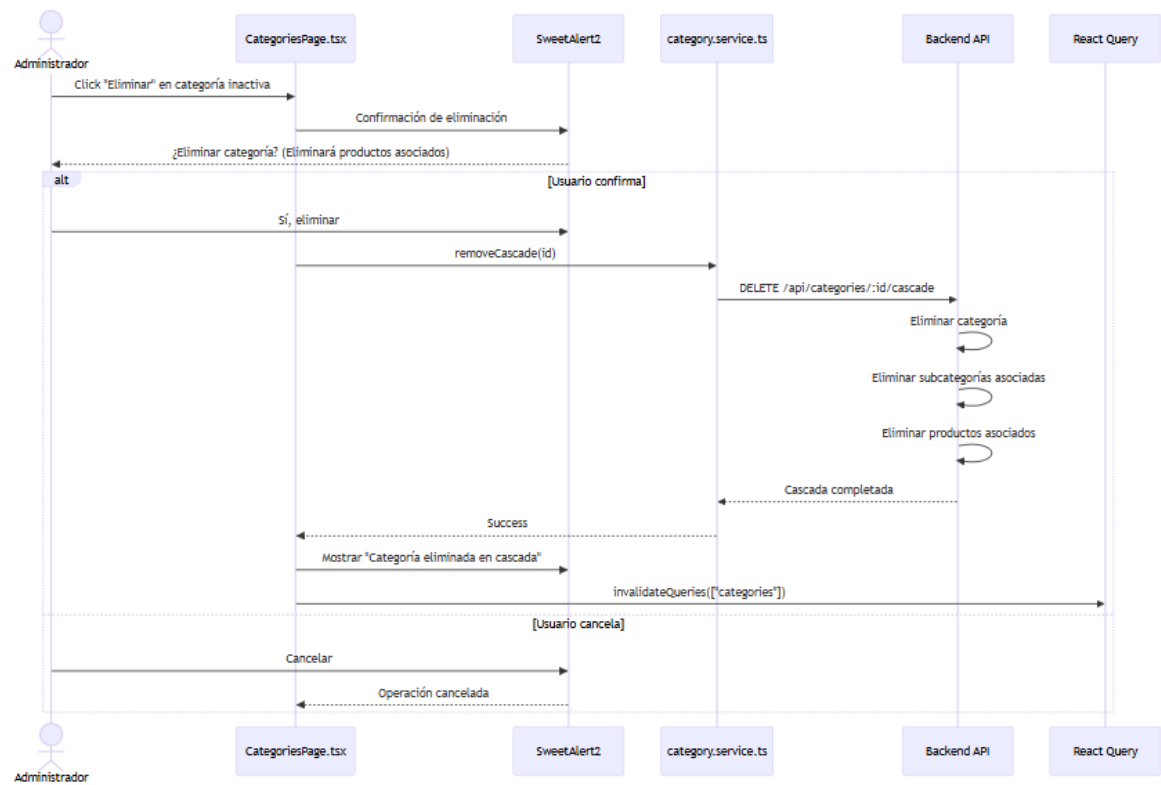 CategoriesPage.tsx
SweetAlert2
category.service.ts
Backend API
React Query
Administrador
Click "Eliminar" en categoría inactiva
Confirmación de eliminación
¿Eliminar categoría? (Eliminará productos asociados)
alt
[Usuario confirma]
Sí, eliminar
removeCascade(id)
DELETE /api/categories/:id/cascade
Eliminar categoría
Eliminar subcategorías asociadas
Eliminar productos asociados
Cascada completada
Success
Mostrar "Categoría eliminada en cascada"
invalidateQueries(["categories"])
[Usuario cancela]
Cancelar
Operación cancelada
CategoriesPage.tsx
SweetAlert2
category.service.ts
Backend API
React Query
Administrador